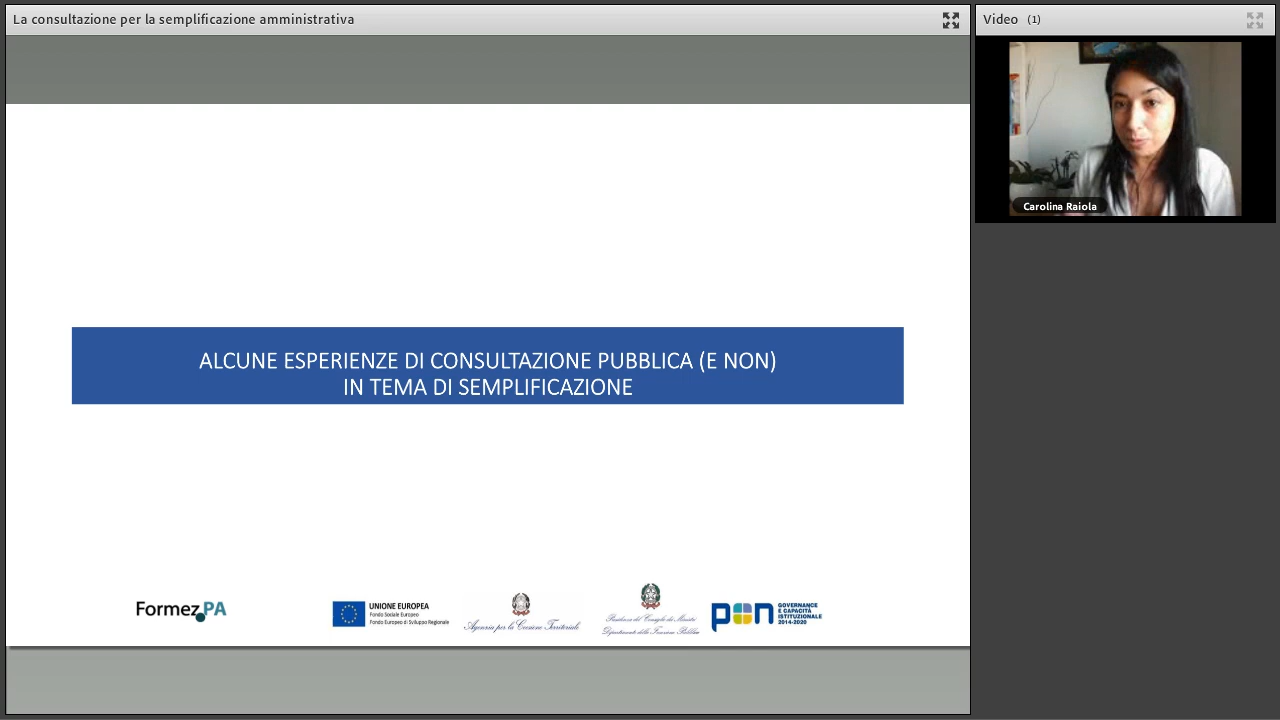 La consultazione per la semplificazione amministrativa
Video (1)
Carolina Raiola
ALCUNE ESPERIENZE DI CONSULTAZIONE PUBBLICA (E NON)
IN TEMA DI SEMPLIFICAZIONE
Formez PA
UNIONE EUROPEA
Fondo Sociale Europeo
Fondo Europeo di Sviluppo Regionale
Agenzia per la Coesione Territoriale
Presidenza del Consiglio dei Ministri
Dipartimento della Funzione Pubblica
pon
GOVERNANCE
E CAPACITÀ
ISTITUZIONALE
2014-2020